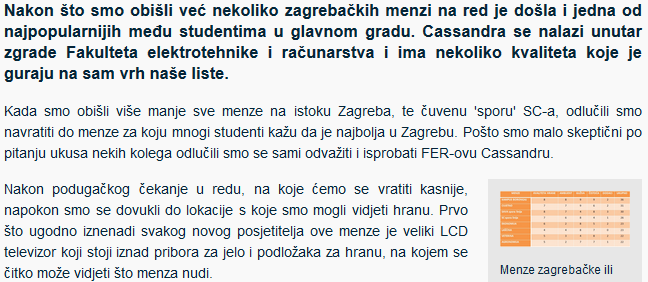 Nakon što smo obišli već nekoliko zagrebačkih menzi na red je došla i jedna od
najpopularnijih među studentima u glavnom gradu. Cassandra se nalazi unutar
zgrade Fakulteta elektrotehnike i računarstva i ima nekoliko kvaliteta koje je
guraju na sam vrh naše liste.
Kada smo obišli više manje sve menze na istoku Zagreba, te čuvenu 'sporu' SC-a, odlučili smo
navratiti do menze za koju mnogi studenti kažu da je najbolja u Zagrebu. Pošto smo malo skeptični po
pitanju ukusa nekih kolega odlučili smo se sami odvažiti i isprobati FER-ovu Cassandru.
Nakon podugačkog čekanje u redu, na koje ćemo se vratiti kasnije,
napokon smo se dovukli do lokacije s koje smo mogli vidjeti hranu. Prvo
što ugodno iznenadi svakog novog posjetitelja ove menze je veliki LCD
televizor koji stoji iznad pribora za jelo i podložaka za hranu, na kojem se
čitko može vidjeti što menza nudi.
Menze zagrebačke ili